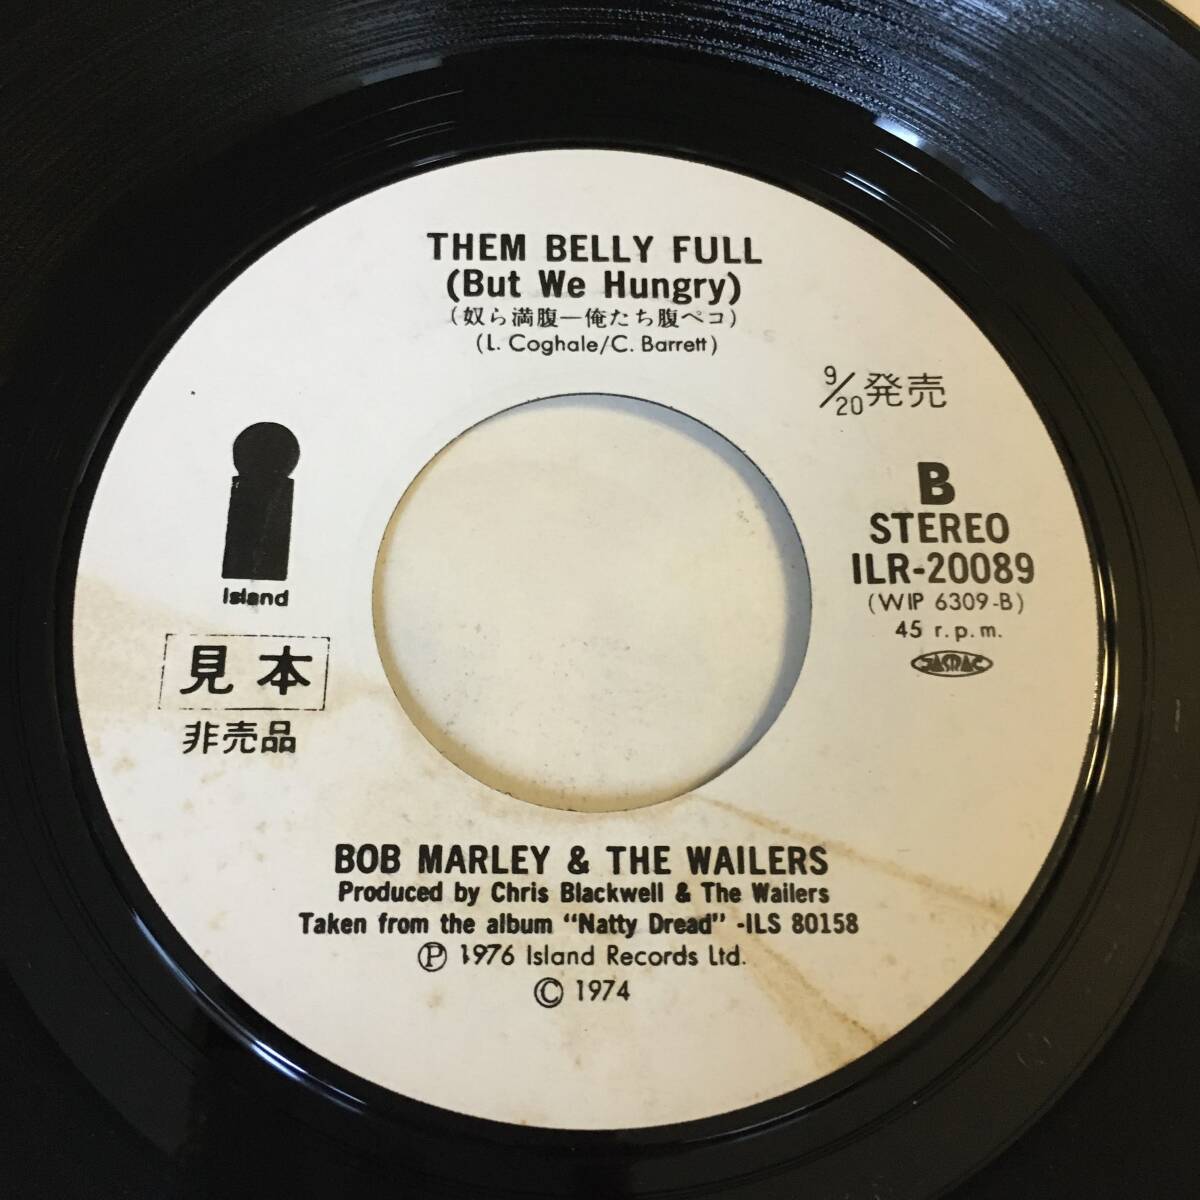 THEM BELLY FULL
(But We Hungry)
(奴ら満腹—俺たち腹ペコ)
(L. Coghale/C. Barrett)
9/20発売
B
STEREO
ILR-20089
(WIP 6309-B)
45 r.p.m.
JASRAC
Island
見本
非売品
BOB MARLEY & THE WAILERS
Produced by Chris Blackwell & The Wailers
Taken from the album "Natty Dread" -ILS 80158
Ⓟ 1976 Island Records Ltd.
© 1974